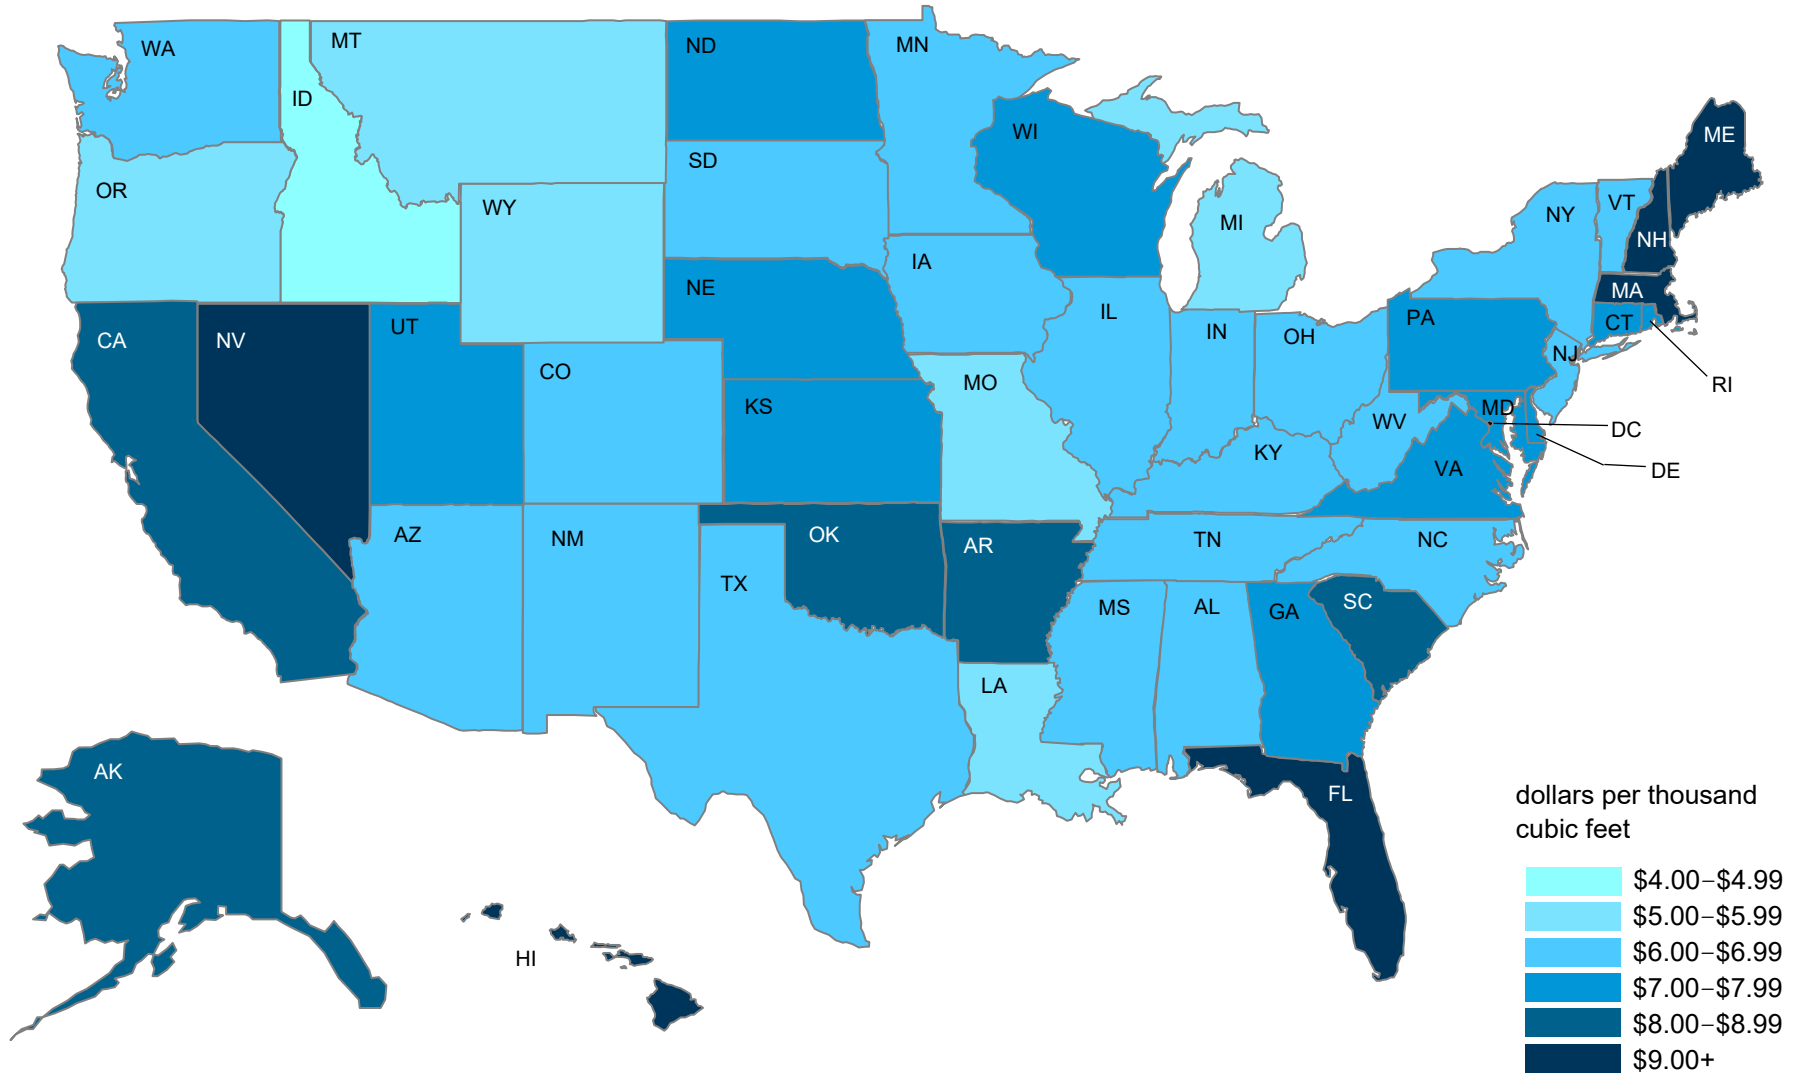 WA
MT
ND
MN
ID
WI
ME
SD
OR
WY
NY
VT
MI
NH
IA
NE
MA
IL
PA
CT
UT
IN
OH
CA
NV
NJ
CO
MO
RI
KS
MD
WV
DC
KY
VA
DE
AZ
NM
OK
AR
TN
NC
TX
MS
AL
GA
SC
LA
AK
FL
HI
dollars per thousand
cubic feet
$4.00–$4.99
$5.00–$5.99
$6.00–$6.99
$7.00–$7.99
$8.00–$8.99
$9.00+